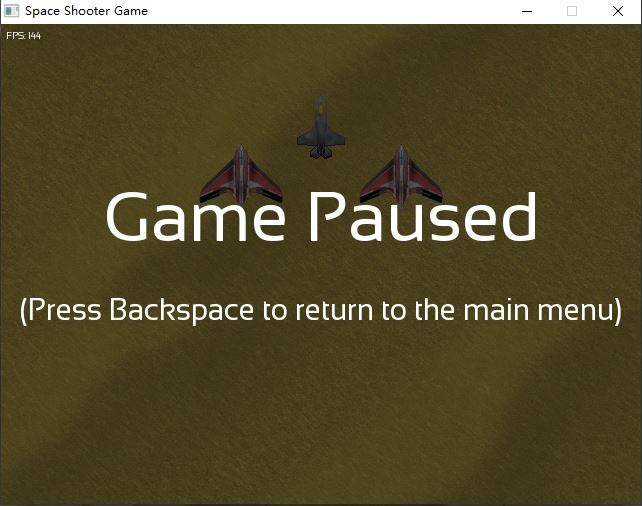 Space Shooter Game
FPS: 144
Game Paused
(Press Backspace to return to the main menu)